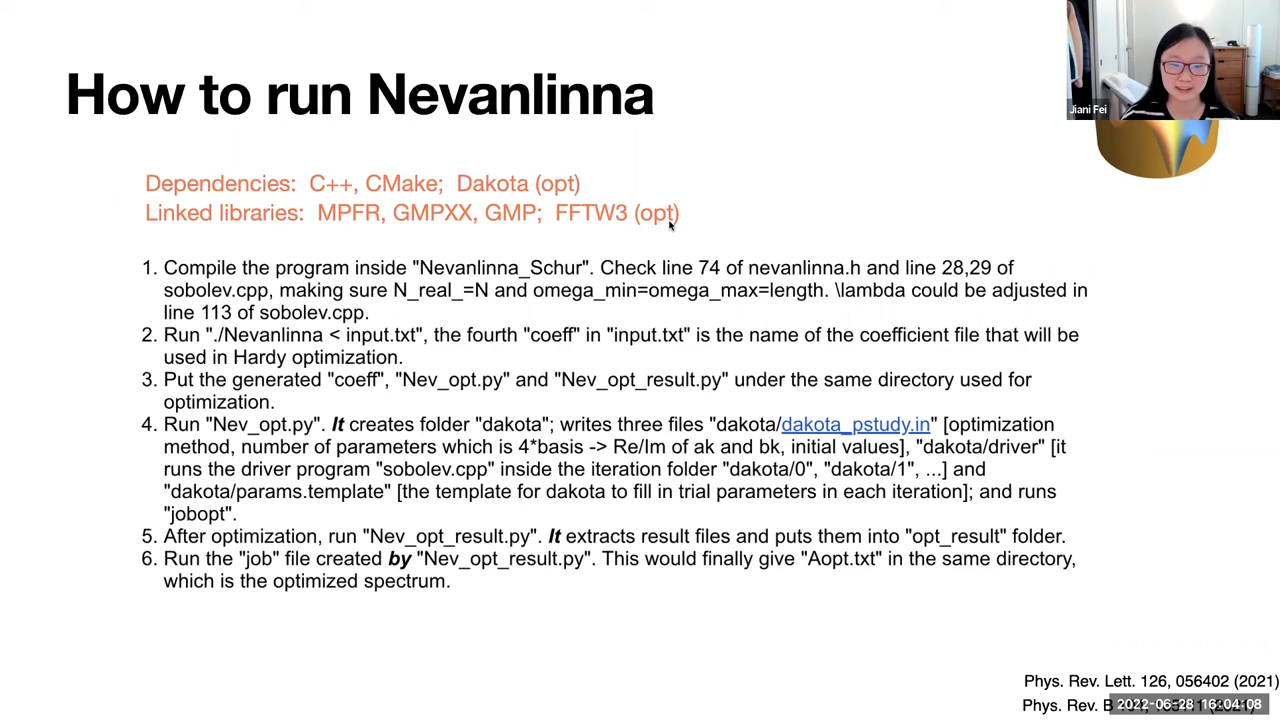 Jiani Fei
How to run Nevanlinna
Dependencies: C++, CMake; Dakota (opt)
Linked libraries: MPFR, GMPXX, GMP; FFTW3 (opt)
1. Compile the program inside "Nevanlinna_Schur". Check line 74 of nevanlinna.h and line 28,29 of
sobolev.cpp, making sure N_real_=N and omega_min=omega_max=length. \lambda could be adjusted in
line 113 of sobolev.cpp.
2. Run "./Nevanlinna < input.txt", the fourth "coeff" in "input.txt" is the name of the coefficient file that will be
used in Hardy optimization.
3. Put the generated "coeff", "Nev_opt.py" and "Nev_opt_result.py" under the same directory used for
optimization.
4. Run "Nev_opt.py". It creates folder "dakota"; writes three files "dakota/dakota_pstudy.in" [optimization
method, number of parameters which is 4*basis -> Re/Im of ak and bk, initial values], "dakota/driver" [it
runs the driver program "sobolev.cpp" inside the iteration folder "dakota/0", "dakota/1", ...] and
"dakota/params.template" [the template for dakota to fill in trial parameters in each iteration]; and runs
"jobopt".
5. After optimization, run "Nev_opt_result.py". It extracts result files and puts them into "opt_result" folder.
6. Run the "job" file created by "Nev_opt_result.py". This would finally give "Aopt.txt" in the same directory,
which is the optimized spectrum.
Phys. Rev. Lett. 126, 056402 (2021)
Phys. Rev. B
2022-06-28 16:04:08